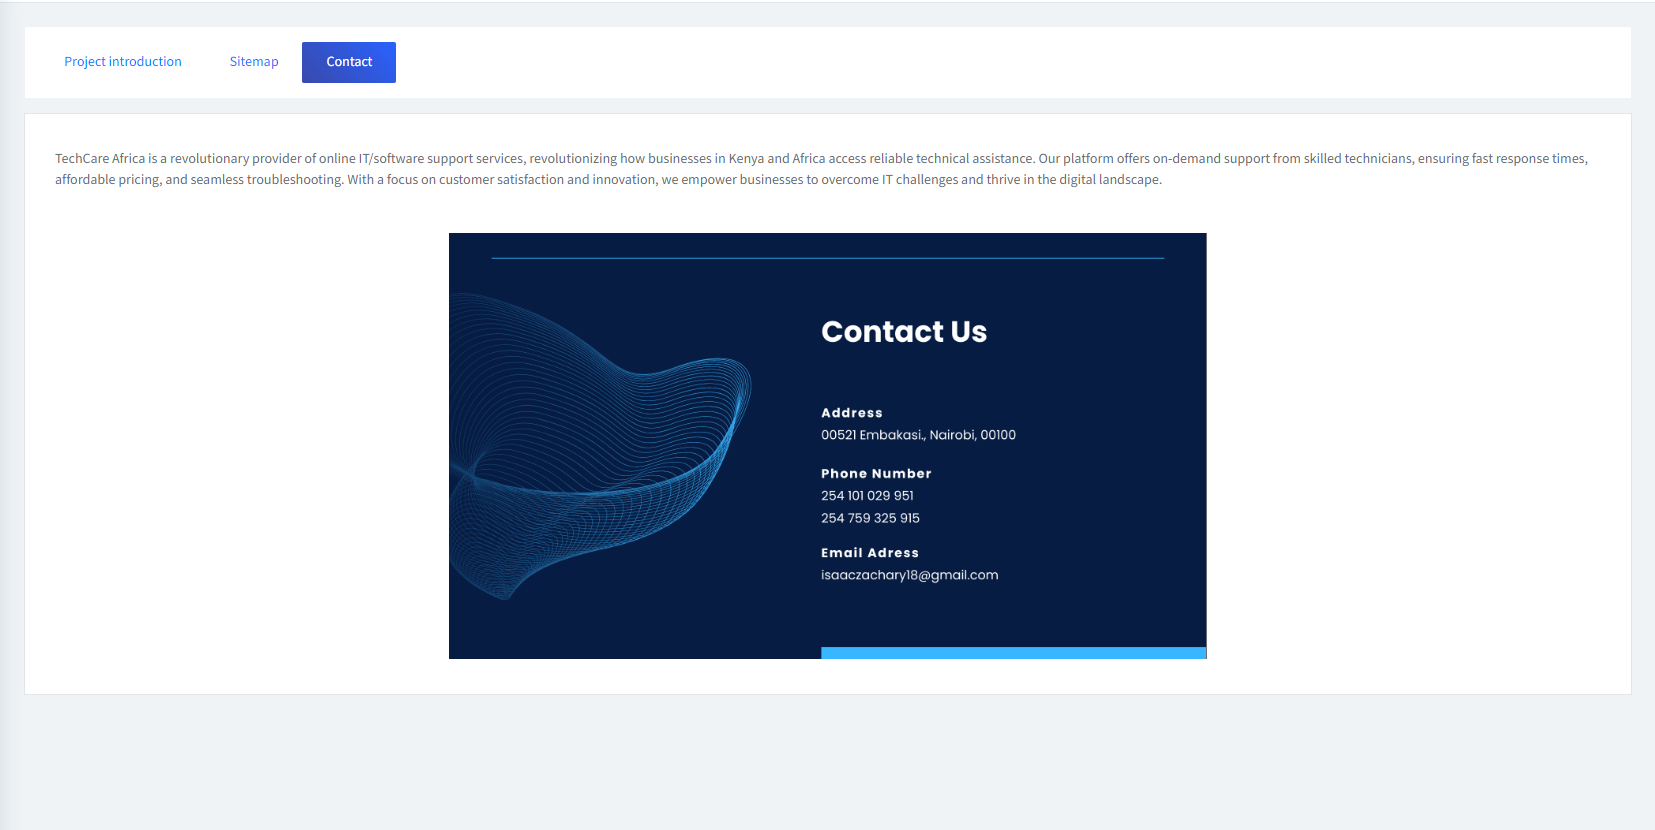 Project introduction
Sitemap
Contact
TechCare Africa is a revolutionary provider of online IT/software support services, revolutionizing how businesses in Kenya and Africa access reliable technical assistance. Our platform offers on-demand support from skilled technicians, ensuring fast response times,
affordable pricing, and seamless troubleshooting. With a focus on customer satisfaction and innovation, we empower businesses to overcome IT challenges and thrive in the digital landscape.
Contact Us
Address
00521 Embakasi., Nairobi, 00100
Phone Number
254 101 029 951
254 759 325 915
Email Adress
isaaczachary18@gmail.com